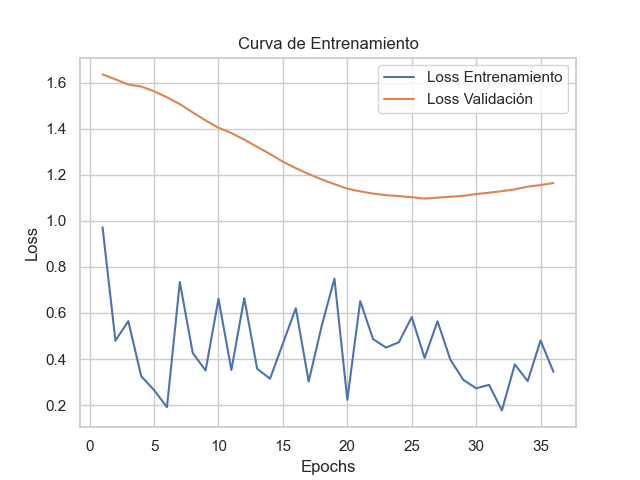 Curva de Entrenamiento
Loss Entrenamiento
Loss Validación
1.6
1.4
1.2
1.0
0.8
0.6
0.4
0.2
Loss
0 5 10 15 20 25 30 35
Epochs